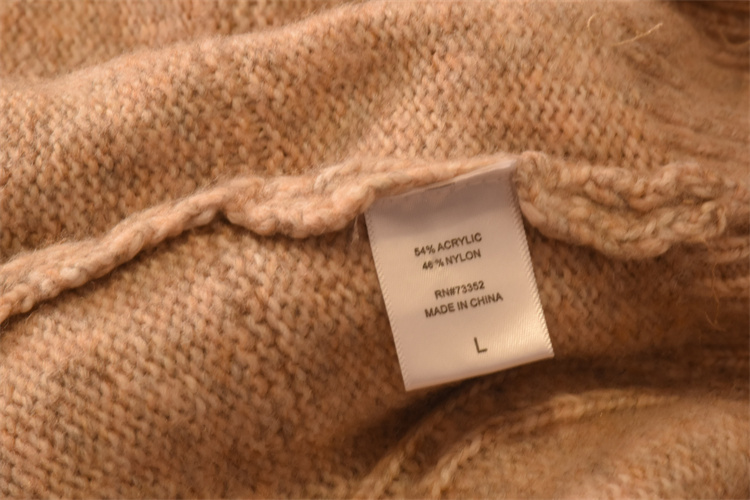 54% ACRYLIC
46% NYLON
RN#73352
MADE IN CHINA
L